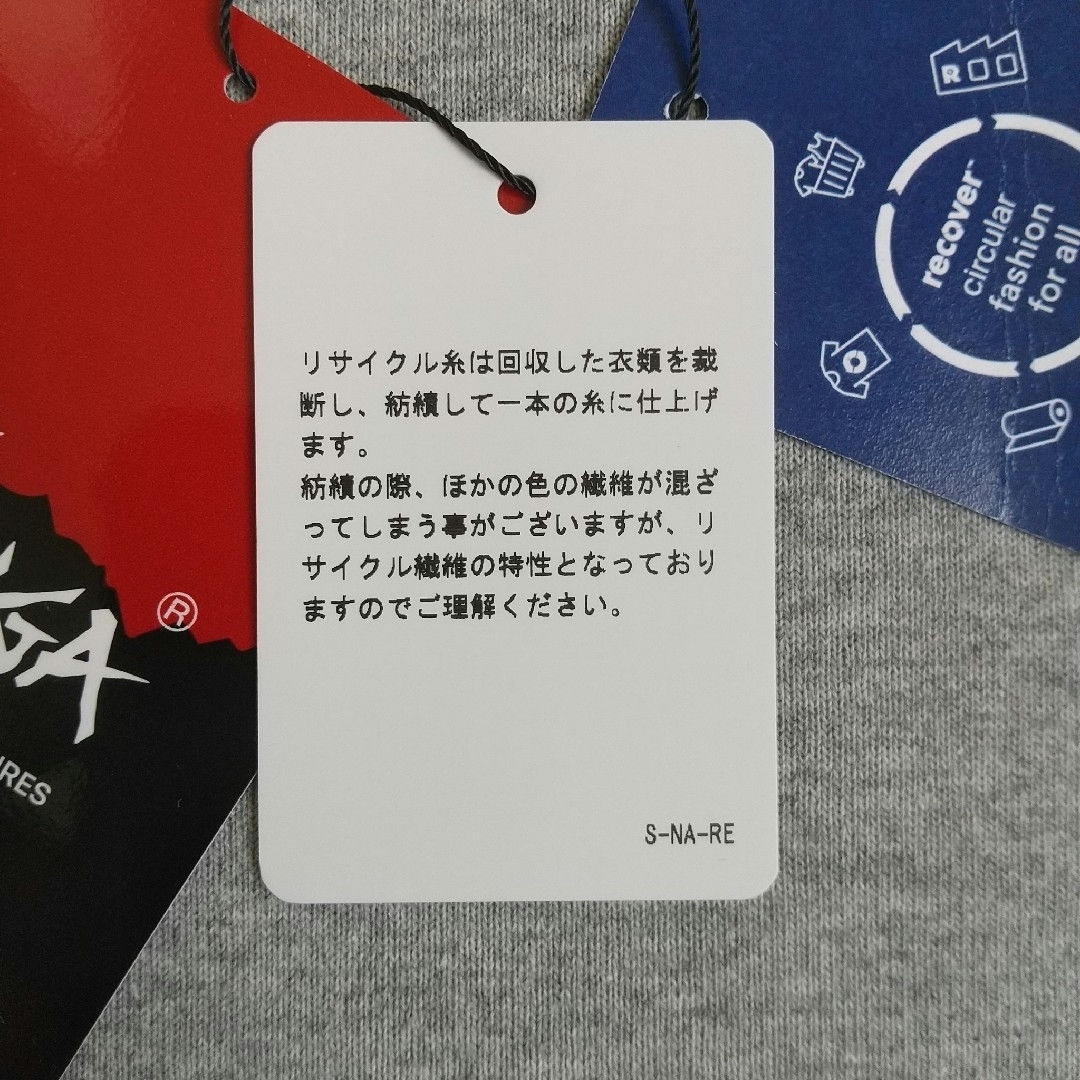 リサイクル糸は回収した衣類を裁
断し、紡績して一本の糸に仕上げ
ます。
紡績の際、ほかの色の繊維が混ざ
ってしまう事がございますが、リ
サイクル繊維の特性となっており
ますのでご理解ください。
S-NA-RE
R
recover™
circular
fashion
for all
®